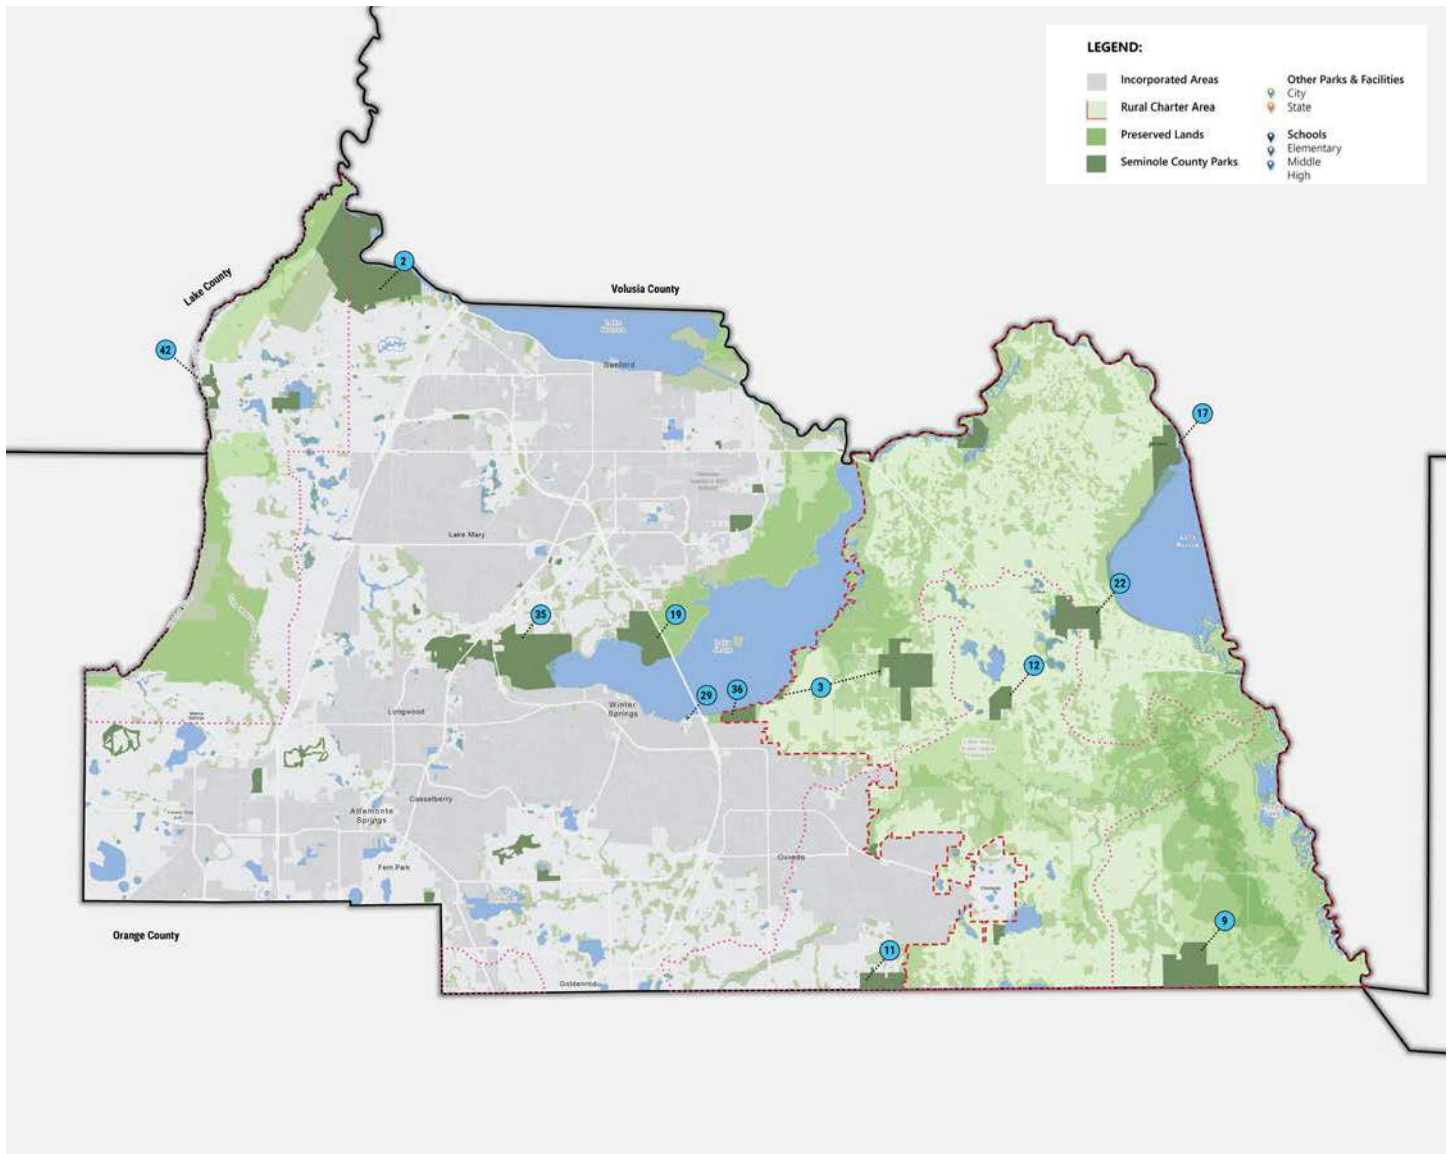 LEGEND:
Incorporated Areas
Rural Charter Area
Preserved Lands
Seminole County Parks
Other Parks & Facilities
City
State
Schools
Elementary
Middle
High
2
Lake County
Volusia County
42
Sanford
17
Lake Mary
22
35
19
12
29
36
3
Longwood
Winter
Springs
Casselberry
Altamonte
Springs
Oviedo
Fern Park
9
Orange County
11
Goldenrod